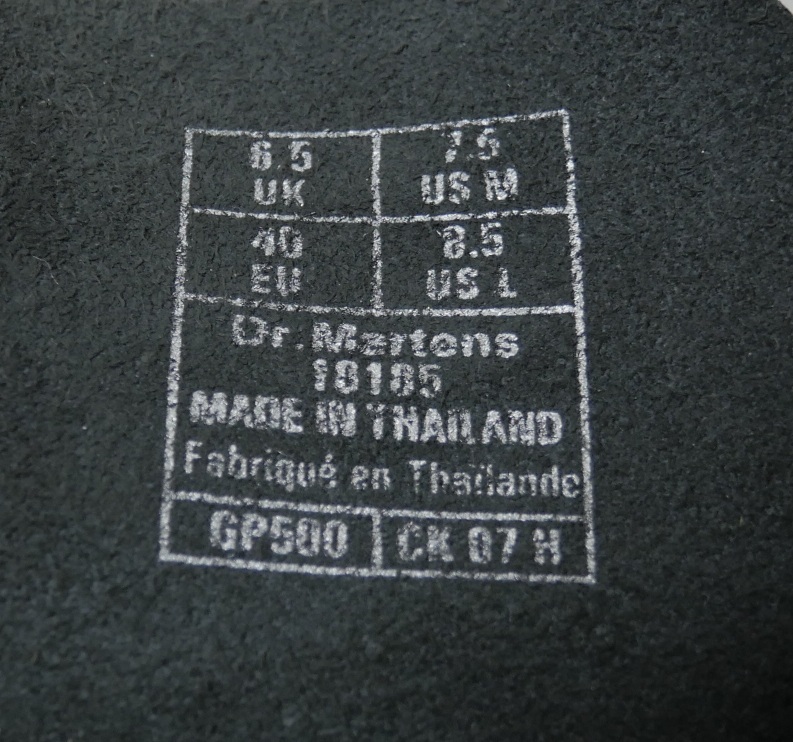 6.5 7.5
UK US M
40 8.5
EU US L
Dr. Martens
MADE IN THAILAND
Fabriqué en Thaïlande
GP500 CK 07 H